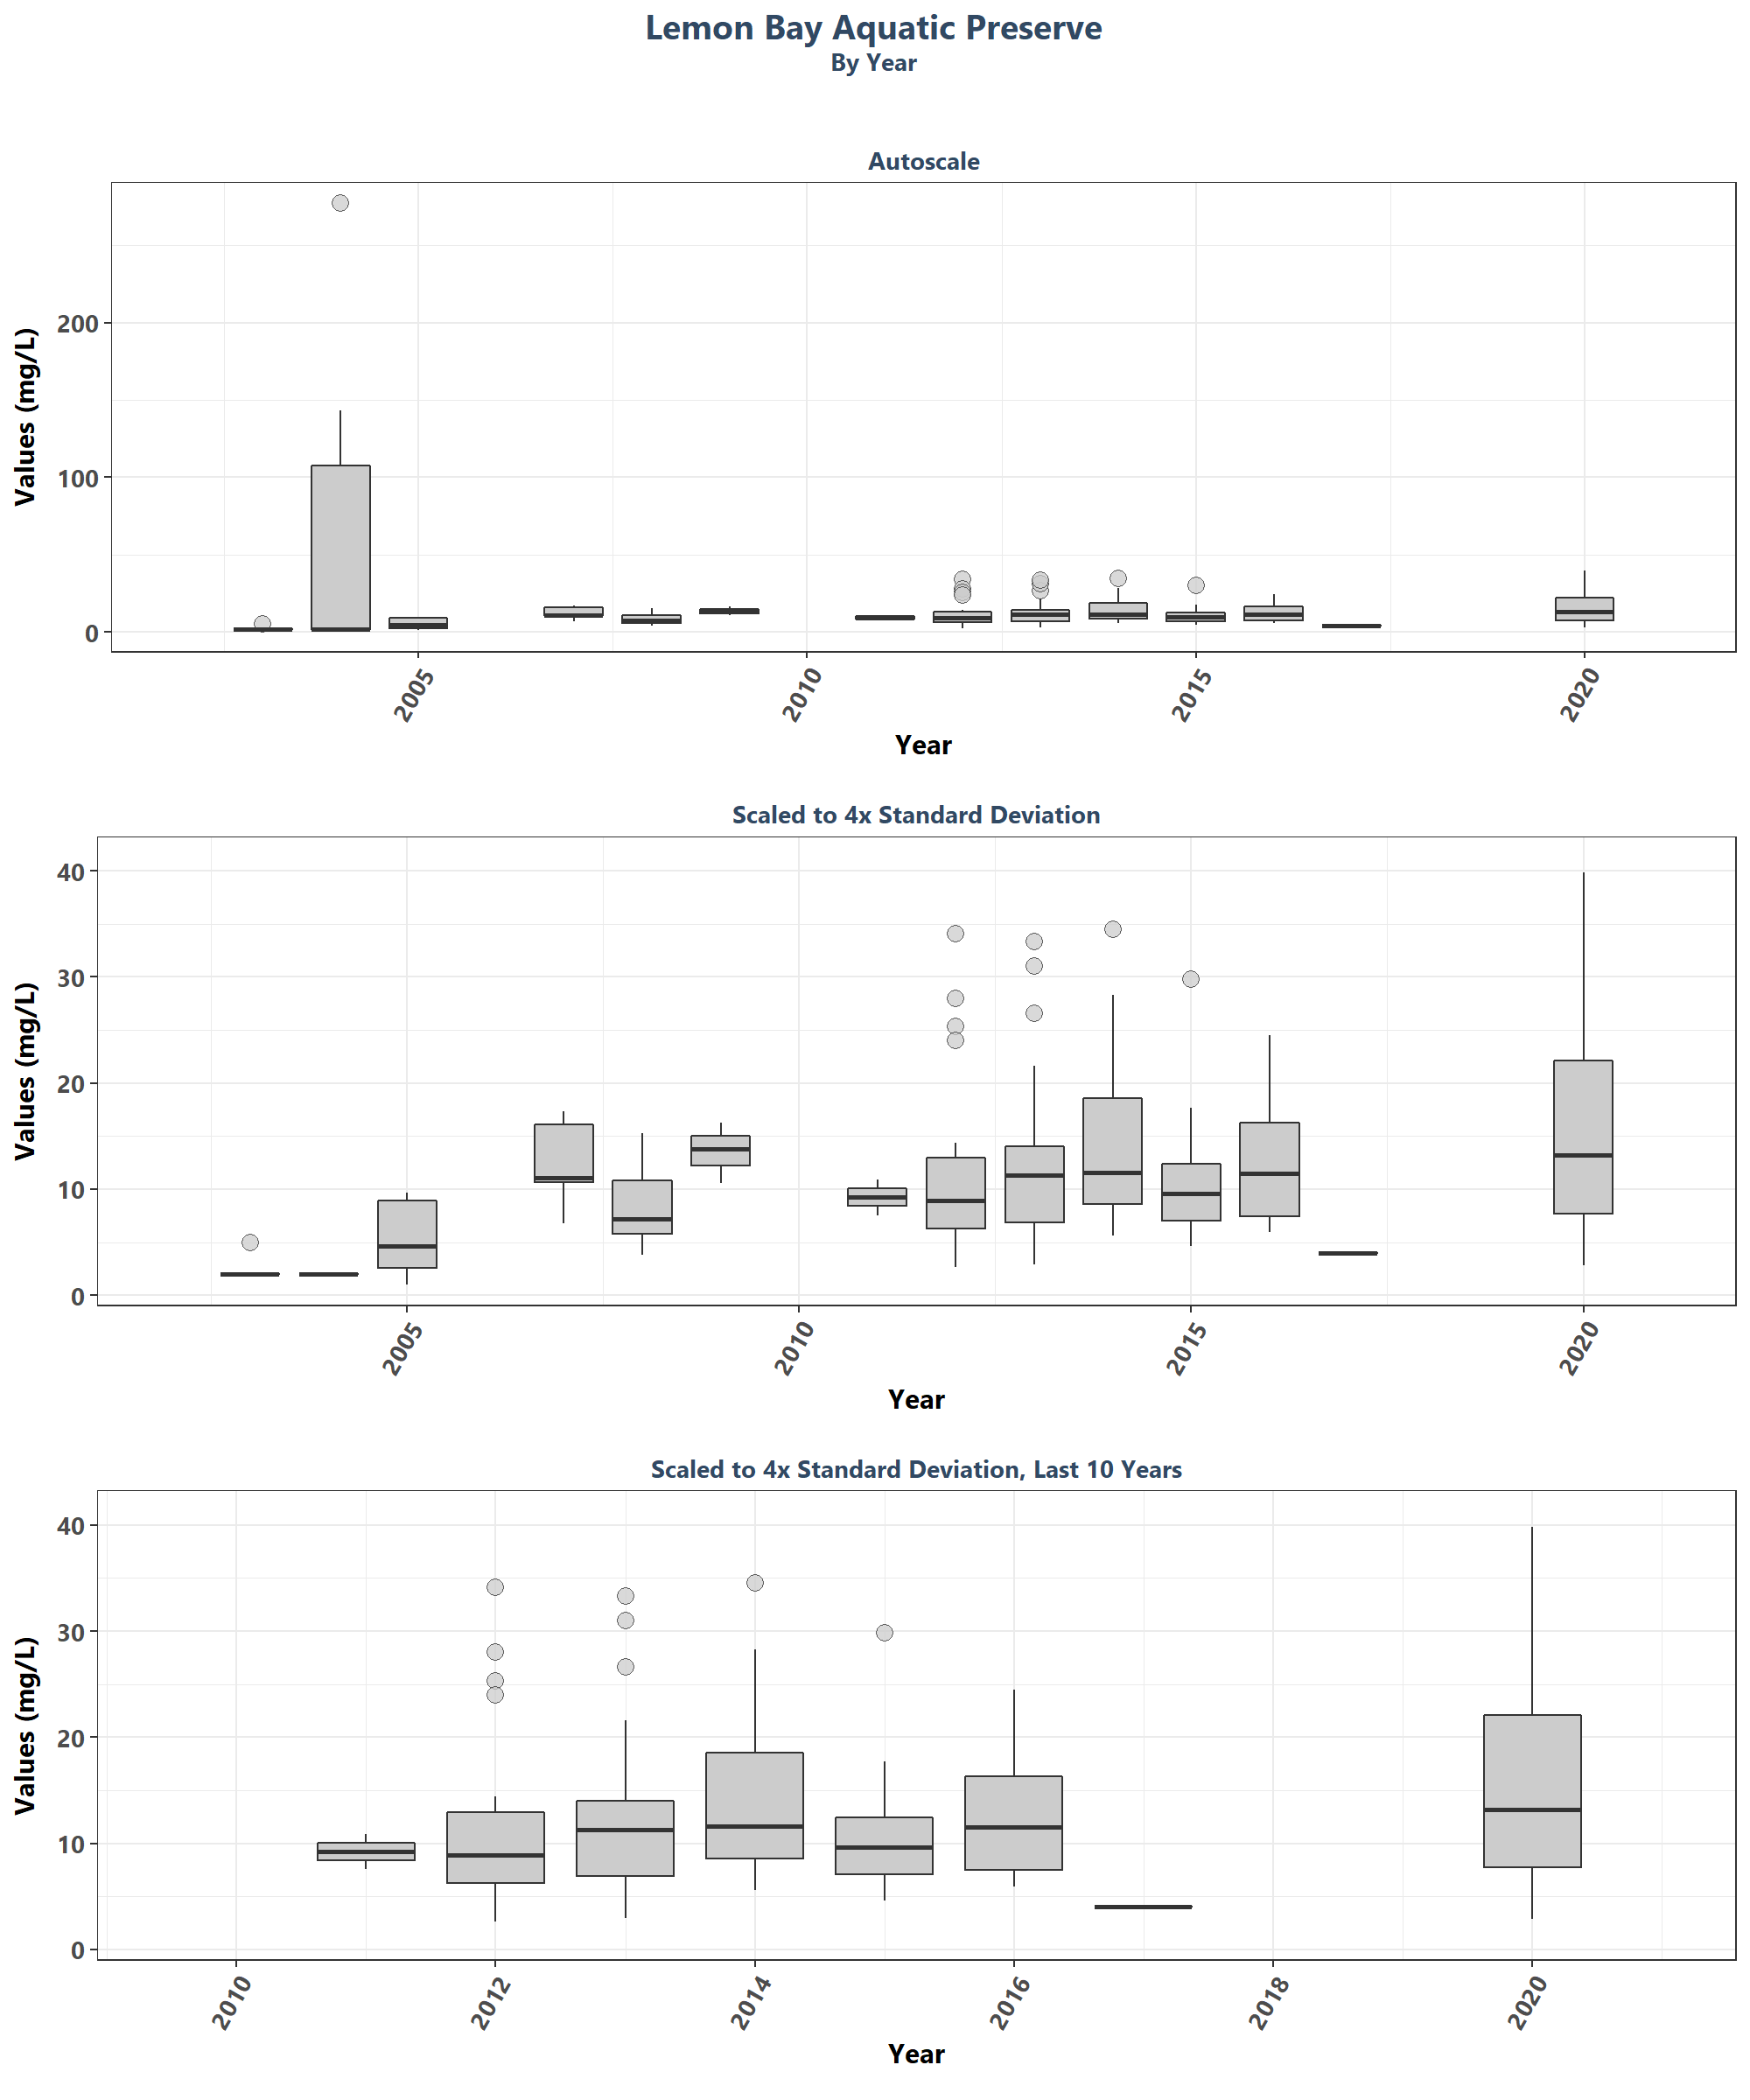 Lemon Bay Aquatic Preserve
By Year
Autoscale
Values (mg/L)
200
100
0
2005
2010
2015
2020
Year
Scaled to 4x Standard Deviation
Values (mg/L)
40
30
20
10
0
2005
2010
2015
2020
Year
Scaled to 4x Standard Deviation, Last 10 Years
Values (mg/L)
40
30
20
10
0
2010
2012
2014
2016
2018
2020
Year